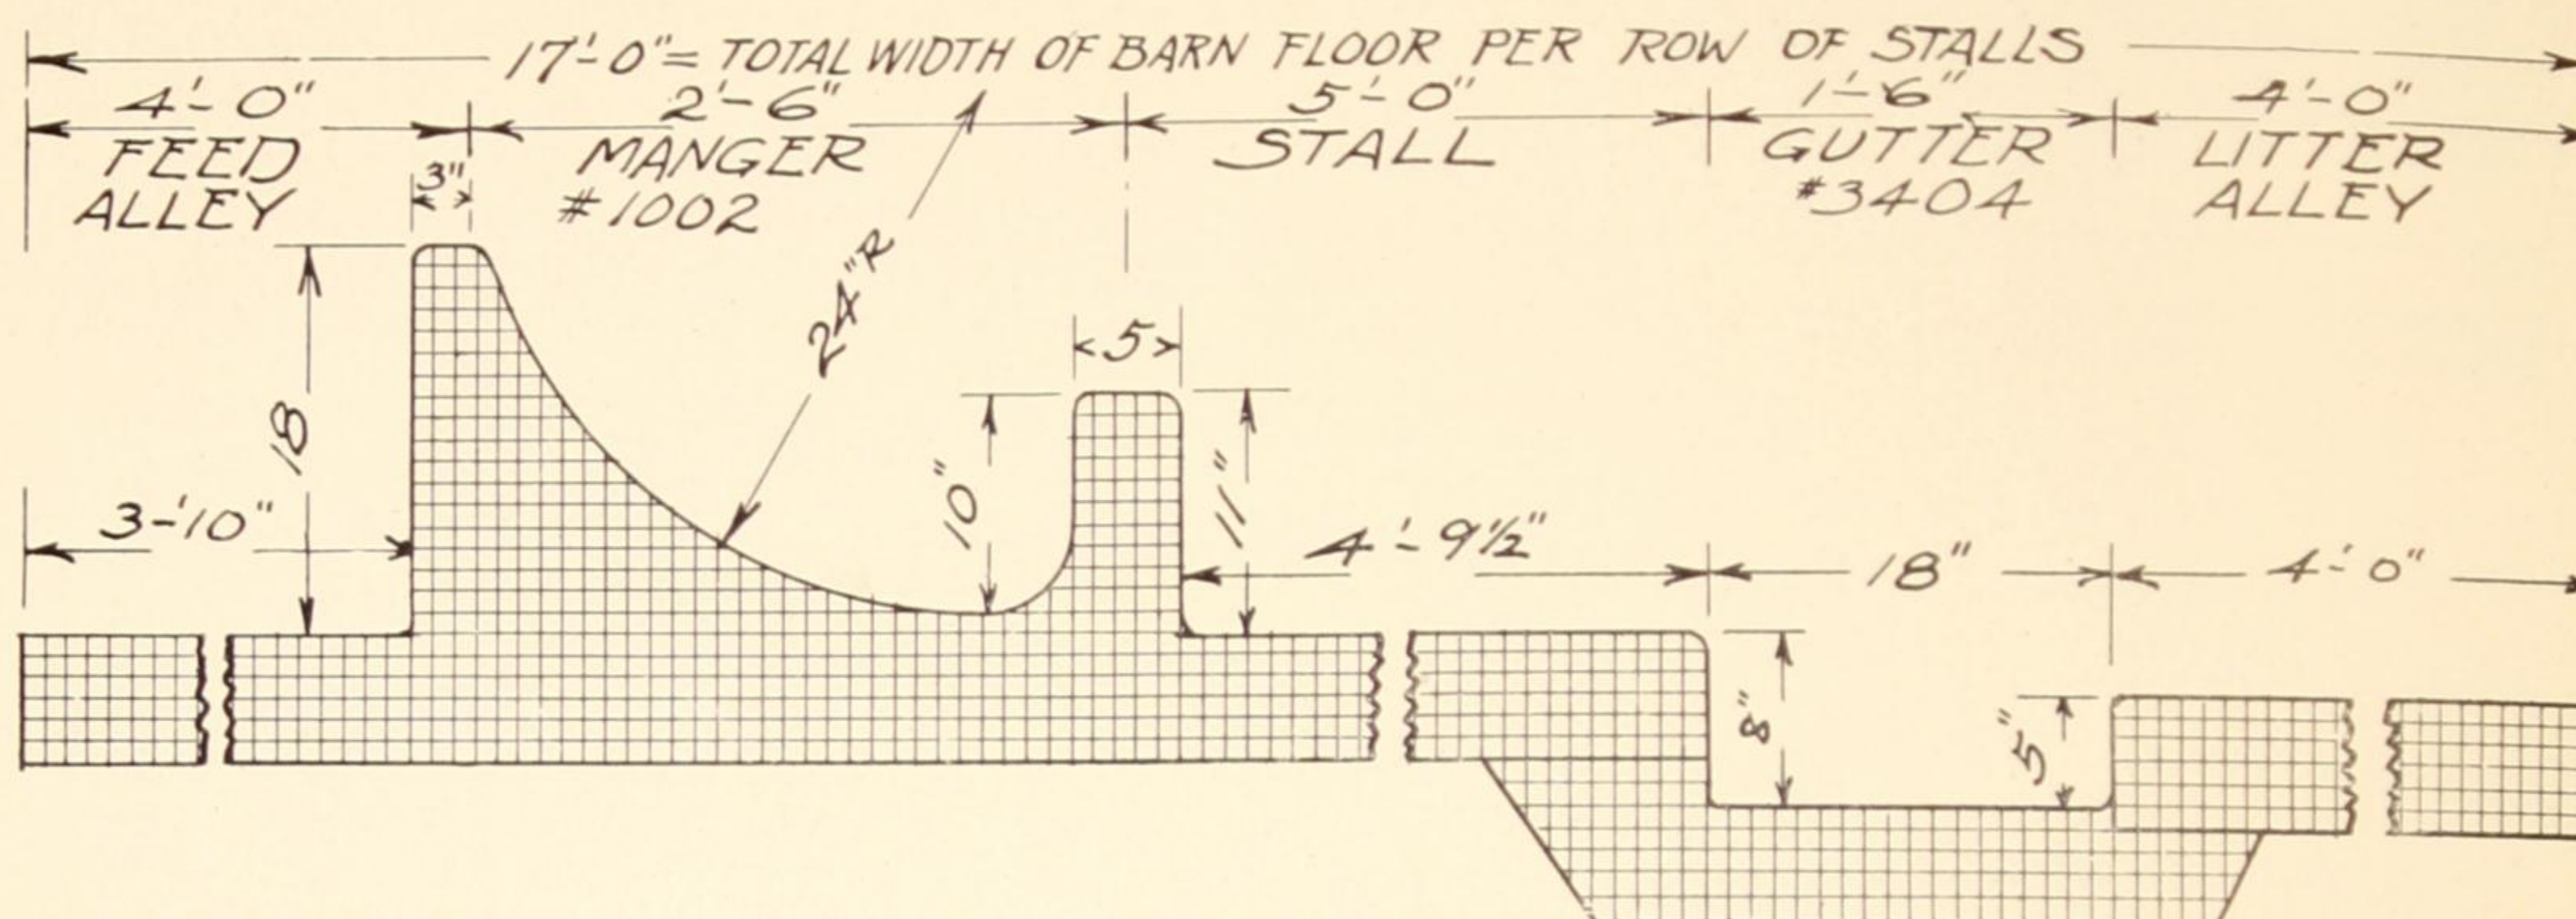 17'-0" = TOTAL WIDTH OF BARN FLOOR PER ROW OF STALLS
4'-0" 2'-6" 5'-0" 1'-6" 4'-0"
FEED MANGER STALL GUTTER LITTER
ALLEY 3" #1002 #3404 ALLEY
24"R
5
18 10" 11"
3-'10" 4'-9½" 18" 4'-0"
8" 5"